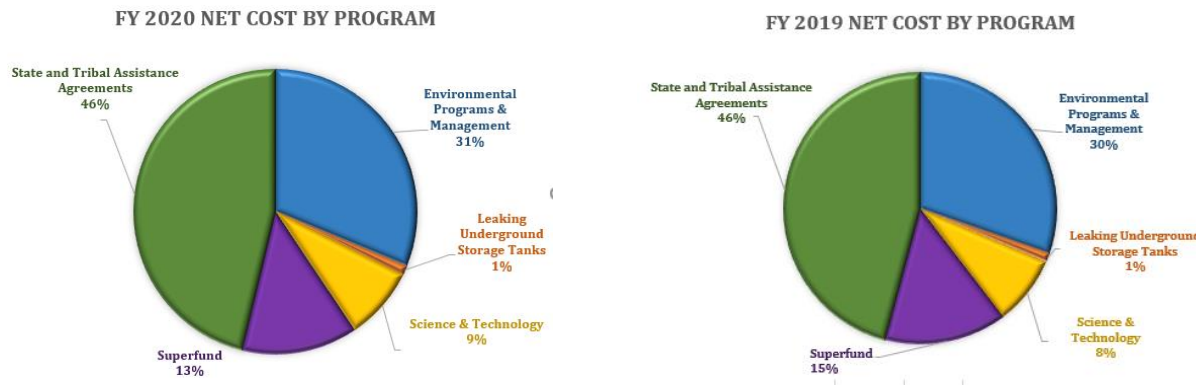 FY 2020 NET COST BY PROGRAM
State and Tribal Assistance
Agreements
46%
Environmental
Programs &
Management
31%
Leaking
Underground
Storage Tanks
1%
Science & Technology
9%
Superfund
13%
FY 2019 NET COST BY PROGRAM
State and Tribal Assistance
Agreements
46%
Environmental
Programs &
Management
30%
Leaking Underground
Storage Tanks
1%
Science &
Technology
8%
Superfund
15%